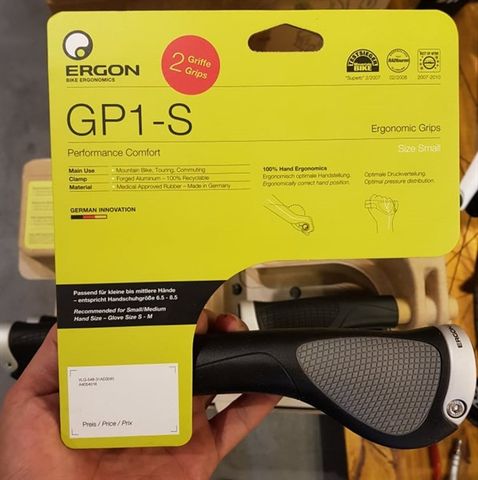 ERGON
BIKE ERGONOMICS
2 Griffe
Grips
TESTSIEGER
BIKE
"Superb" 2/2007
02/2008
2007-2010
GP1-S
Ergonomic Grips
Performance Comfort
Size Small
Main Use - Mountain Bike, Touring, Commuting
Clamp - Forged Aluminum – 100% Recyclable
Material - Medical Approved Rubber – Made in Germany
100% Hand Ergonomics
Ergonomisch optimale Handstellung.
Ergonomically correct hand position.
Optimale Druckverteilung.
Optimal pressure distribution.
GERMAN INNOVATION
Passend für kleine bis mittlere Hände
– entspricht Handschuhgröße 6.5 - 8.5
Recommended for Small/Medium
Hand Size – Glove Size S - M
ERGON
Preis / Price / Prix